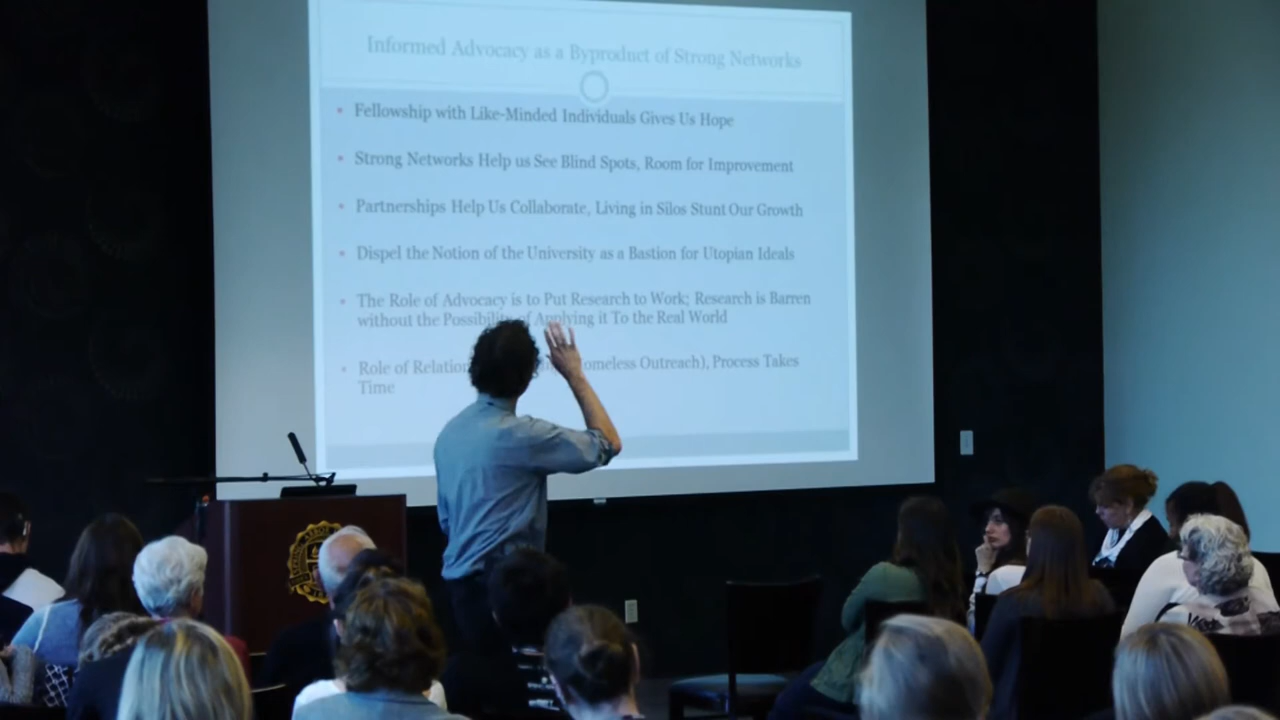 Informed Advocacy as a Byproduct of Strong Networks
Fellowship with Like-Minded Individuals Gives Us Hope
Strong Networks Help us See Blind Spots, Room for Improvement
Partnerships Help Us Collaborate, Living in Silos Stunt Our Growth
Dispel the Notion of the University as a Bastion for Utopian Ideals
The Role of Advocacy is to Put Research to Work; Research is Barren
without the Possibility of Applying it To the Real World
Role of Homeless Outreach), Process Takes
Time